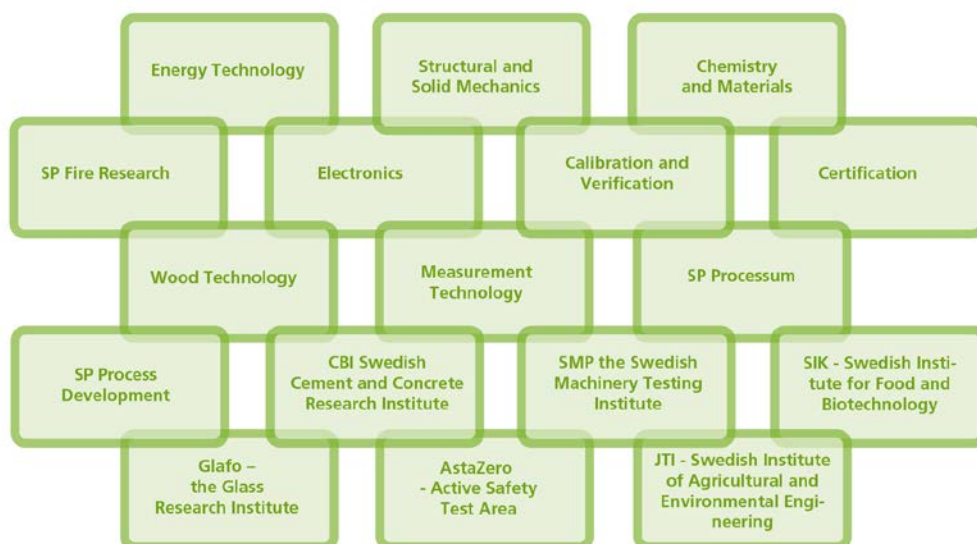 Energy Technology
Structural and
Solid Mechanics
Chemistry
and Materials
SP Fire Research
Electronics
Calibration and
Verification
Certification
Wood Technology
Measurement
Technology
SP Processum
SP Process
Development
CBI Swedish
Cement and Concrete
Research Institute
SMP the Swedish
Machinery Testing
Institute
SIK - Swedish Insti-
tute for Food and
Biotechnology
Glafo –
the Glass
Research Institute
AstaZero
- Active Safety
Test Area
JTI - Swedish Institute
of Agricultural and
Environmental Engi-
neering